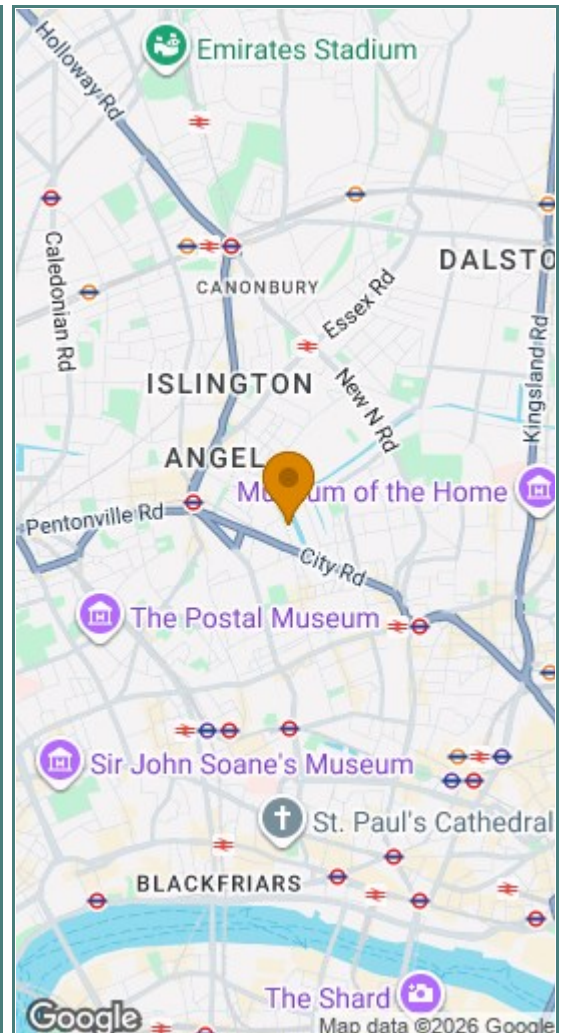 Holloway Rd
Emirates Stadium
Caledonian Rd
DALSTO
CANONBURY
Essex Rd
ISLINGTON
New N Rd
Kingsland Rd
ANGEL
M um of the Home
Pentonville Rd
City Rd
The Postal Museum
Sir John Soane's Museum
St. Paul's Cathedral
BLACKFRIARS
The Shard
Google
Map data ©2026 Google